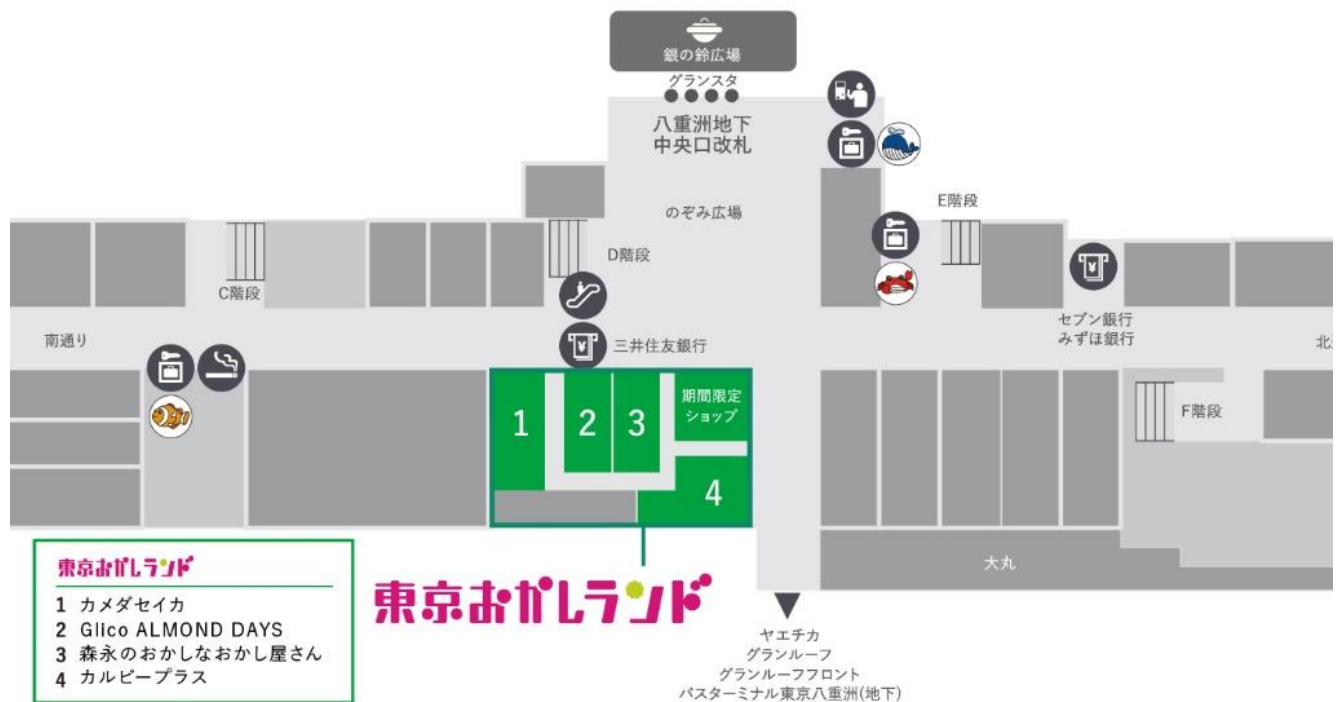 銀の鈴広場
グランスタ
八重洲地下
中央口改札
のぞみ広場
E階段
D階段
C階段
セブン銀行
みずほ銀行
南通り
三井住友銀行
北
1
2
3
期間限定
ショップ
4
F階段
大丸
東京おかしランド
1 カメダセイカ
2 Glico ALMOND DAYS
3 森永のおかしなおかし屋さん
4 カルビープラス
東京おかしランド
ヤエチカ
グランルーフ
グランルーフフロント
バスターミナル東京八重洲(地下)